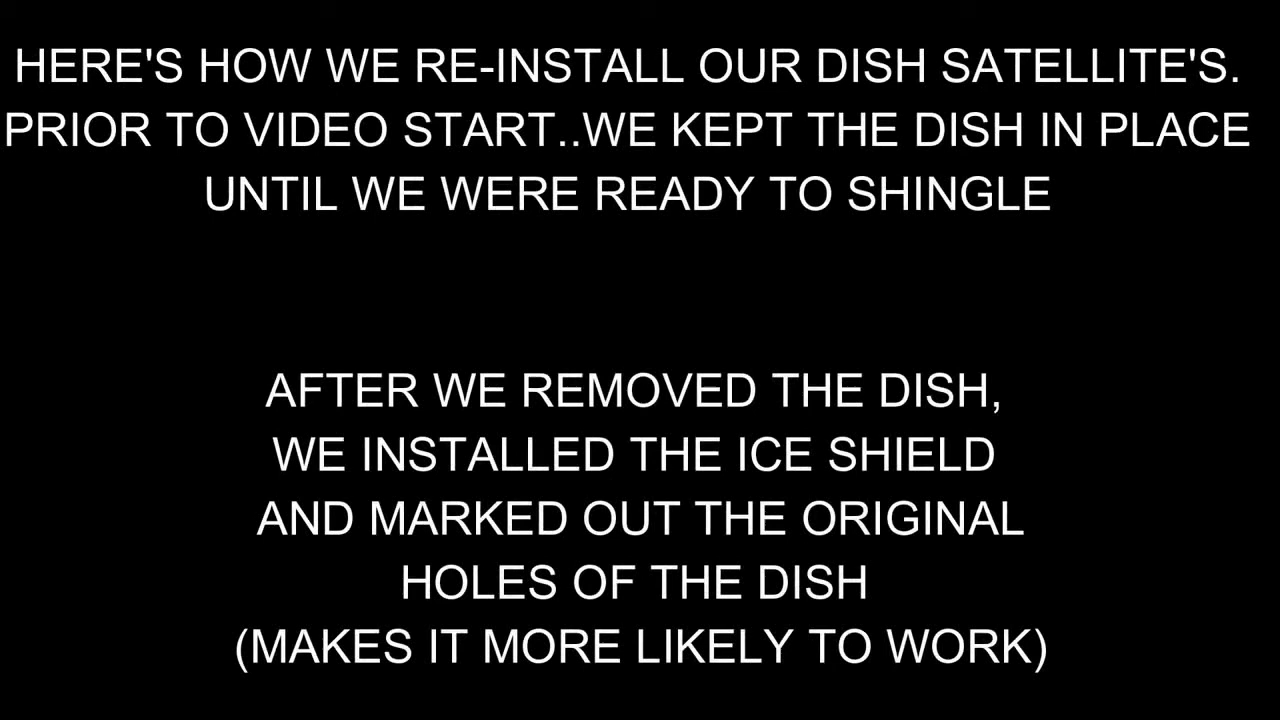 HERE'S HOW WE RE-INSTALL OUR DISH SATELLITE'S.
PRIOR TO VIDEO START..WE KEPT THE DISH IN PLACE
UNTIL WE WERE READY TO SHINGLE
AFTER WE REMOVED THE DISH,
WE INSTALLED THE ICE SHIELD
AND MARKED OUT THE ORIGINAL
HOLES OF THE DISH
(MAKES IT MORE LIKELY TO WORK)